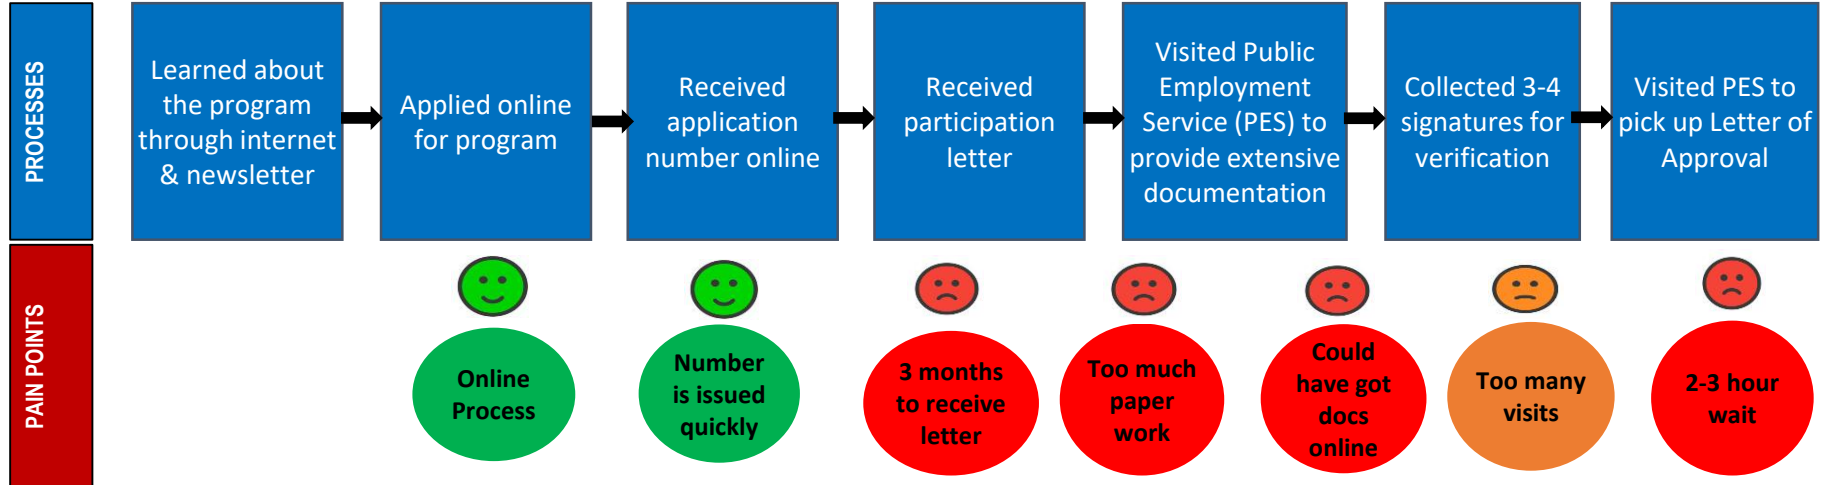 PROCESSES
Learned about
the program
through internet
& newsletter
Applied online
for program
Received
application
number online
Received
participation
letter
Visited Public
Employment
Service (PES) to
provide extensive
documentation
Collected 3-4
signatures for
verification
Visited PES to
pick up Letter of
Approval
PAIN POINTS
Online
Process
Number
is issued
quickly
3 months
to receive
letter
Too much
paper
work
Could
have got
docs
online
Too many
visits
2-3 hour
wait